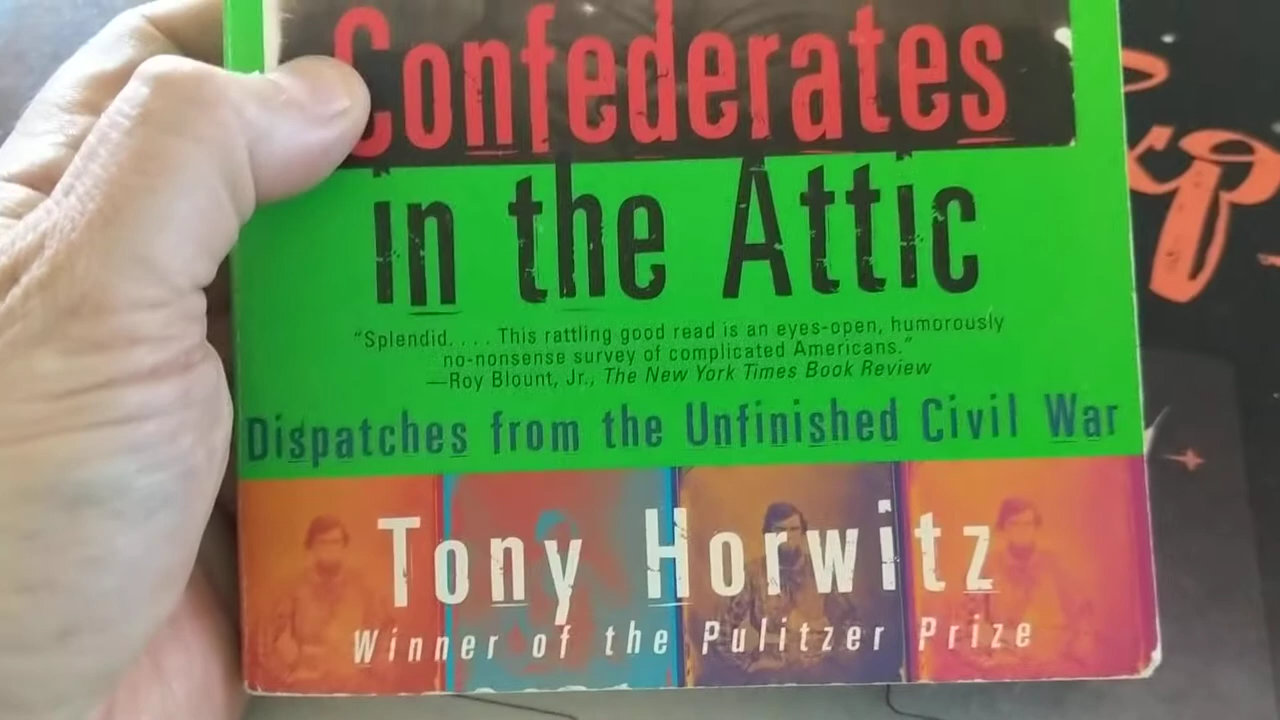 Confederates
in the Attic
“Splendid. . . . This rattling good read is an eyes-open, humorously
no-nonsense survey of complicated Americans.”
—Roy Blount, Jr., The New York Times Book Review
Dispatches from the Unfinished Civil War
Tony Horwitz
Winner of the Pulitzer Prize